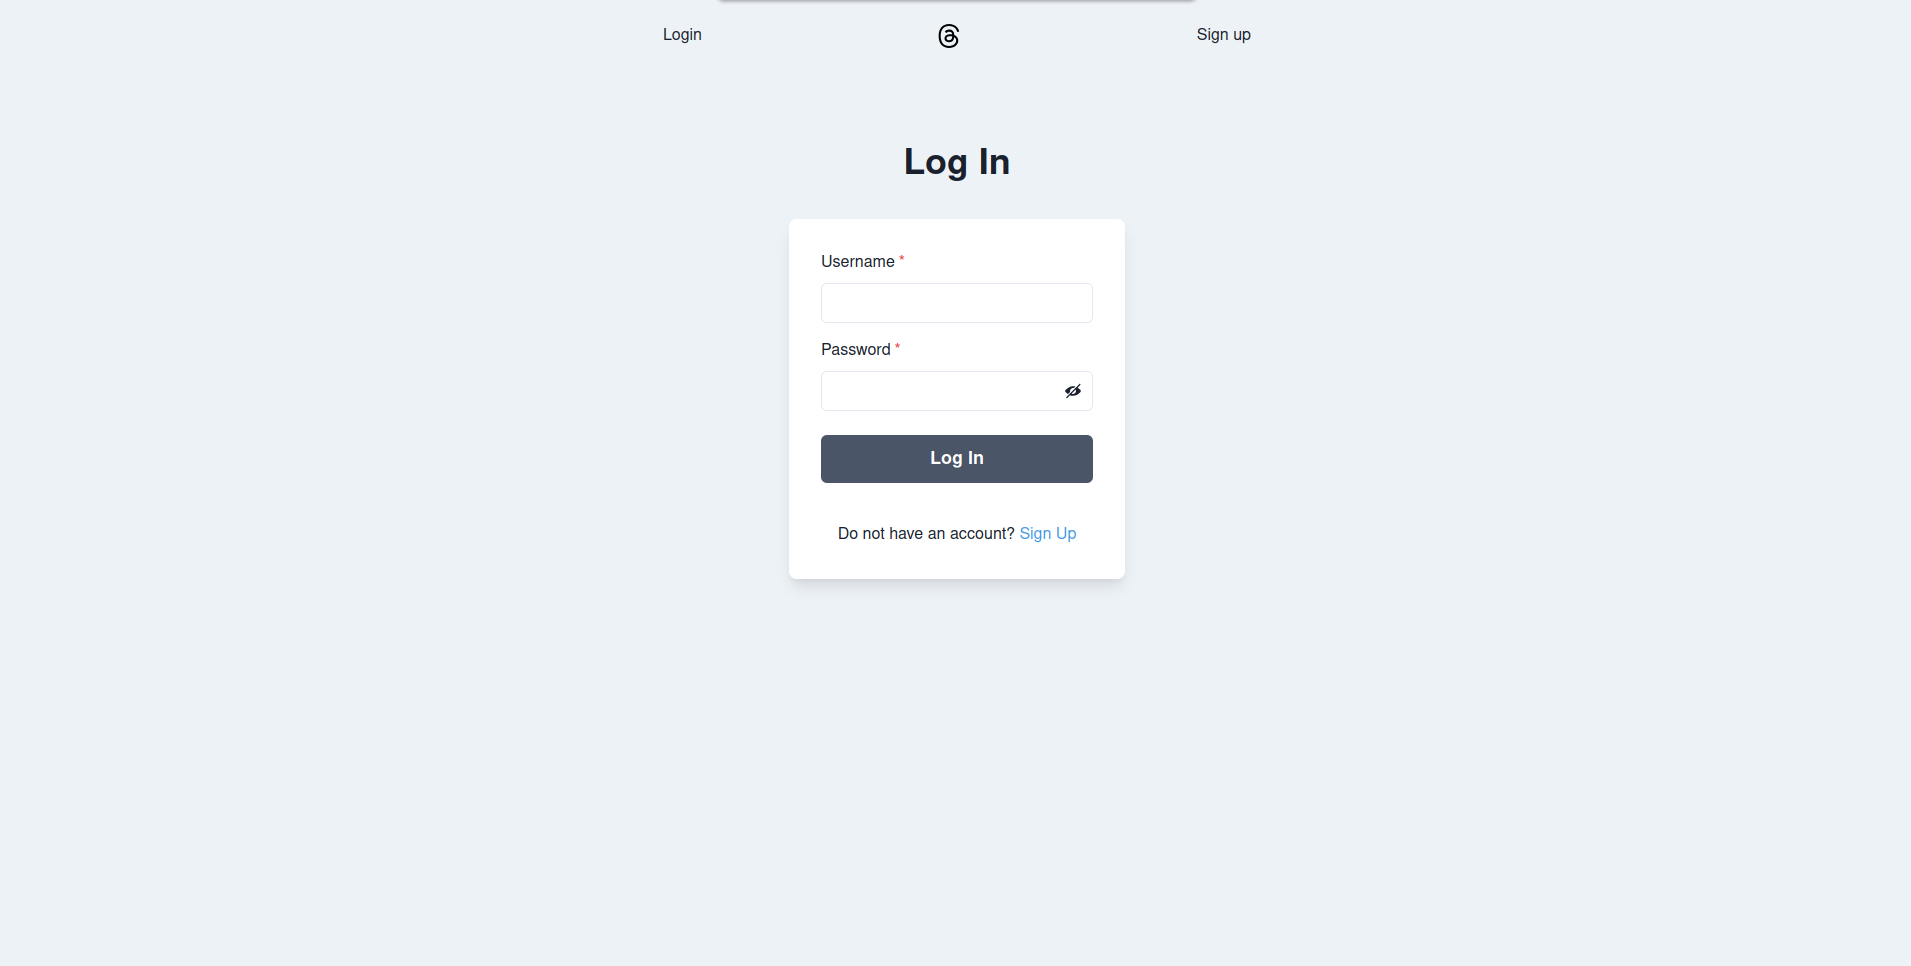 Login
Sign up
Log In
Username *
Password *
Log In
Do not have an account? Sign Up